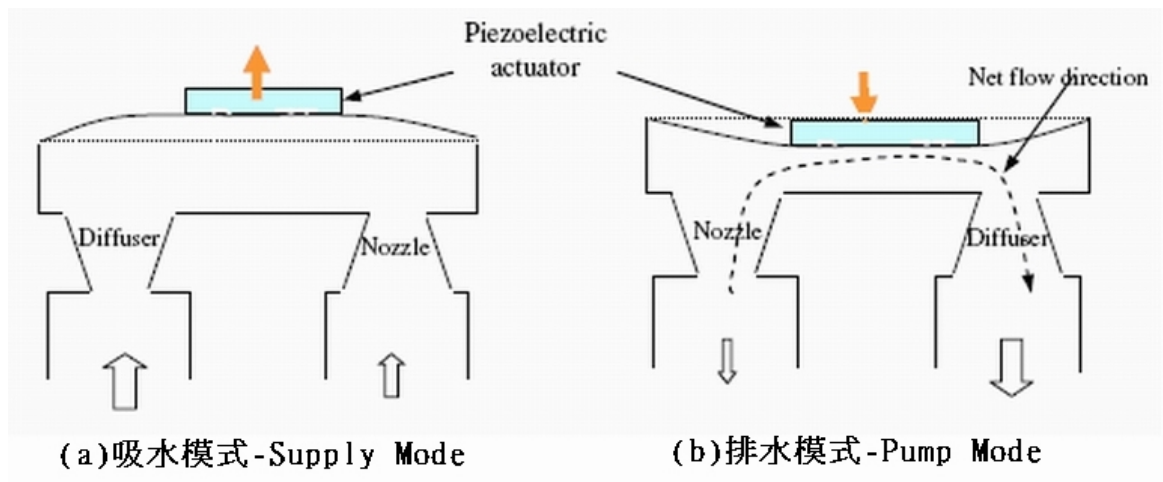 Piezoelectric
actuator
Net flow direction
Diffuser
Nozzle
Nozzle
Diffuser
(a)吸水模式-Supply Mode
(b)排水模式-Pump Mode